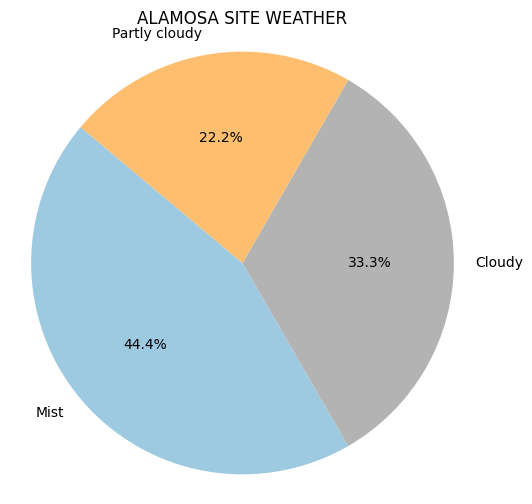 ALAMOSA SITE WEATHER
Partly cloudy
22.2%
33.3%
Cloudy
44.4%
Mist